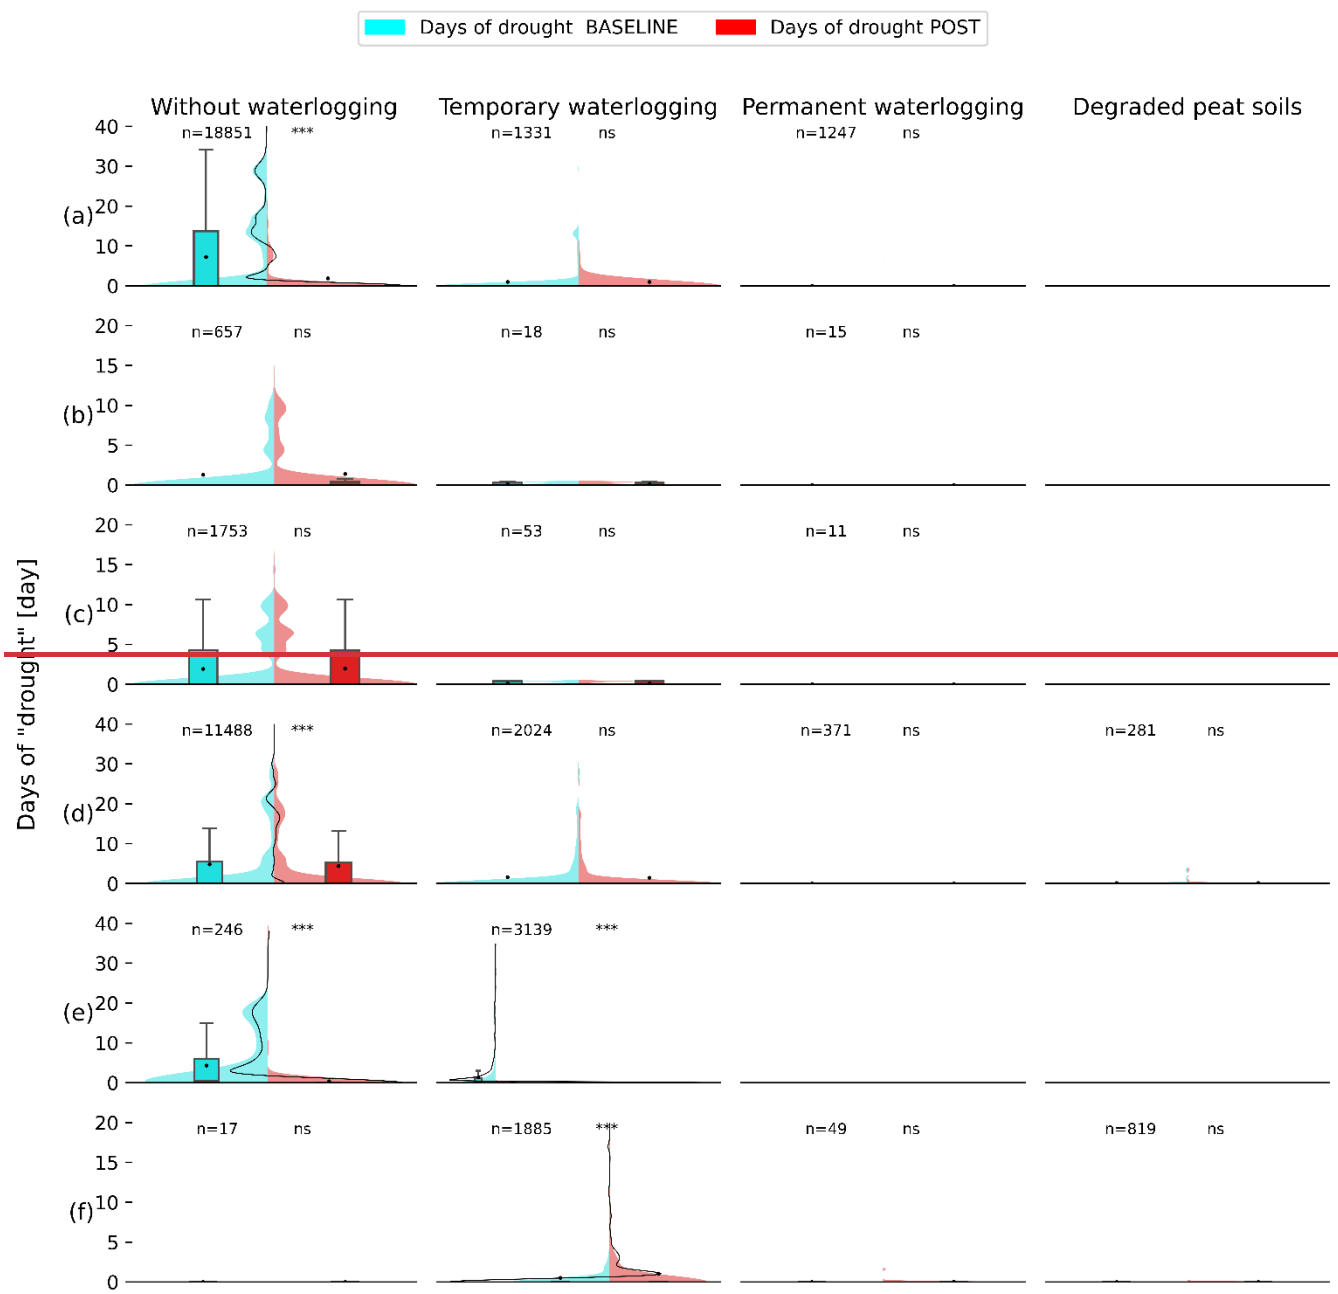 Days of drought BASELINE Days of drought POST
Without waterlogging Temporary waterlogging Permanent waterlogging Degraded peat soils
40 n=18851 *** n=1331 ns n=1247 ns
30
20
(a)
10
0
20 n=657 ns n=18 ns n=15 ns
15
(b) 10
5
0
20 n=1753 ns n=53 ns n=11 ns
15
(c) 10
5
0
Days of "drought" [day]
40 n=11488 *** n=2024 ns n=371 ns n=281 ns
30
20
(d)
10
0
40 n=246 *** n=3139 ***
30
20
(e)
10
0
20 n=17 ns n=1885 *** n=49 ns n=819 ns
15
10
(f)
5
0